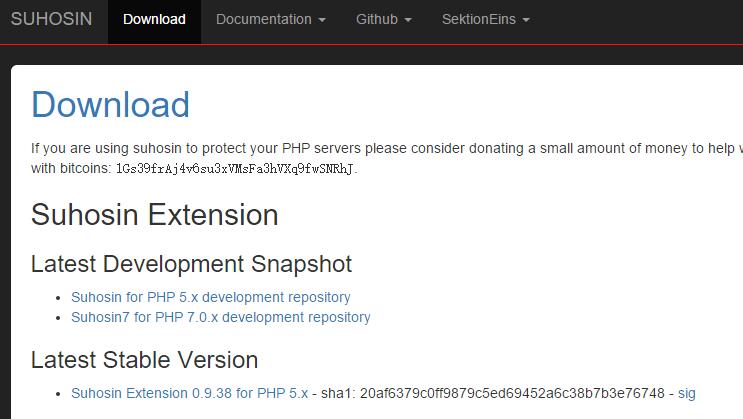 SUHOSIN Download Documentation Github SektionEins
Download
If you are using suhosin to protect your PHP servers please consider donating a small amount of money to help
with bitcoins: 1Gs39frAj4v6su3xVMsFa3hVXq9fwSNRhJ.
Suhosin Extension
Latest Development Snapshot
Suhosin for PHP 5.x development repository
Suhosin7 for PHP 7.0.x development repository
Latest Stable Version
Suhosin Extension 0.9.38 for PHP 5.x - sha1: 20af6379c0ff9879c5ed69452a6c38b7b3e76748 - sig